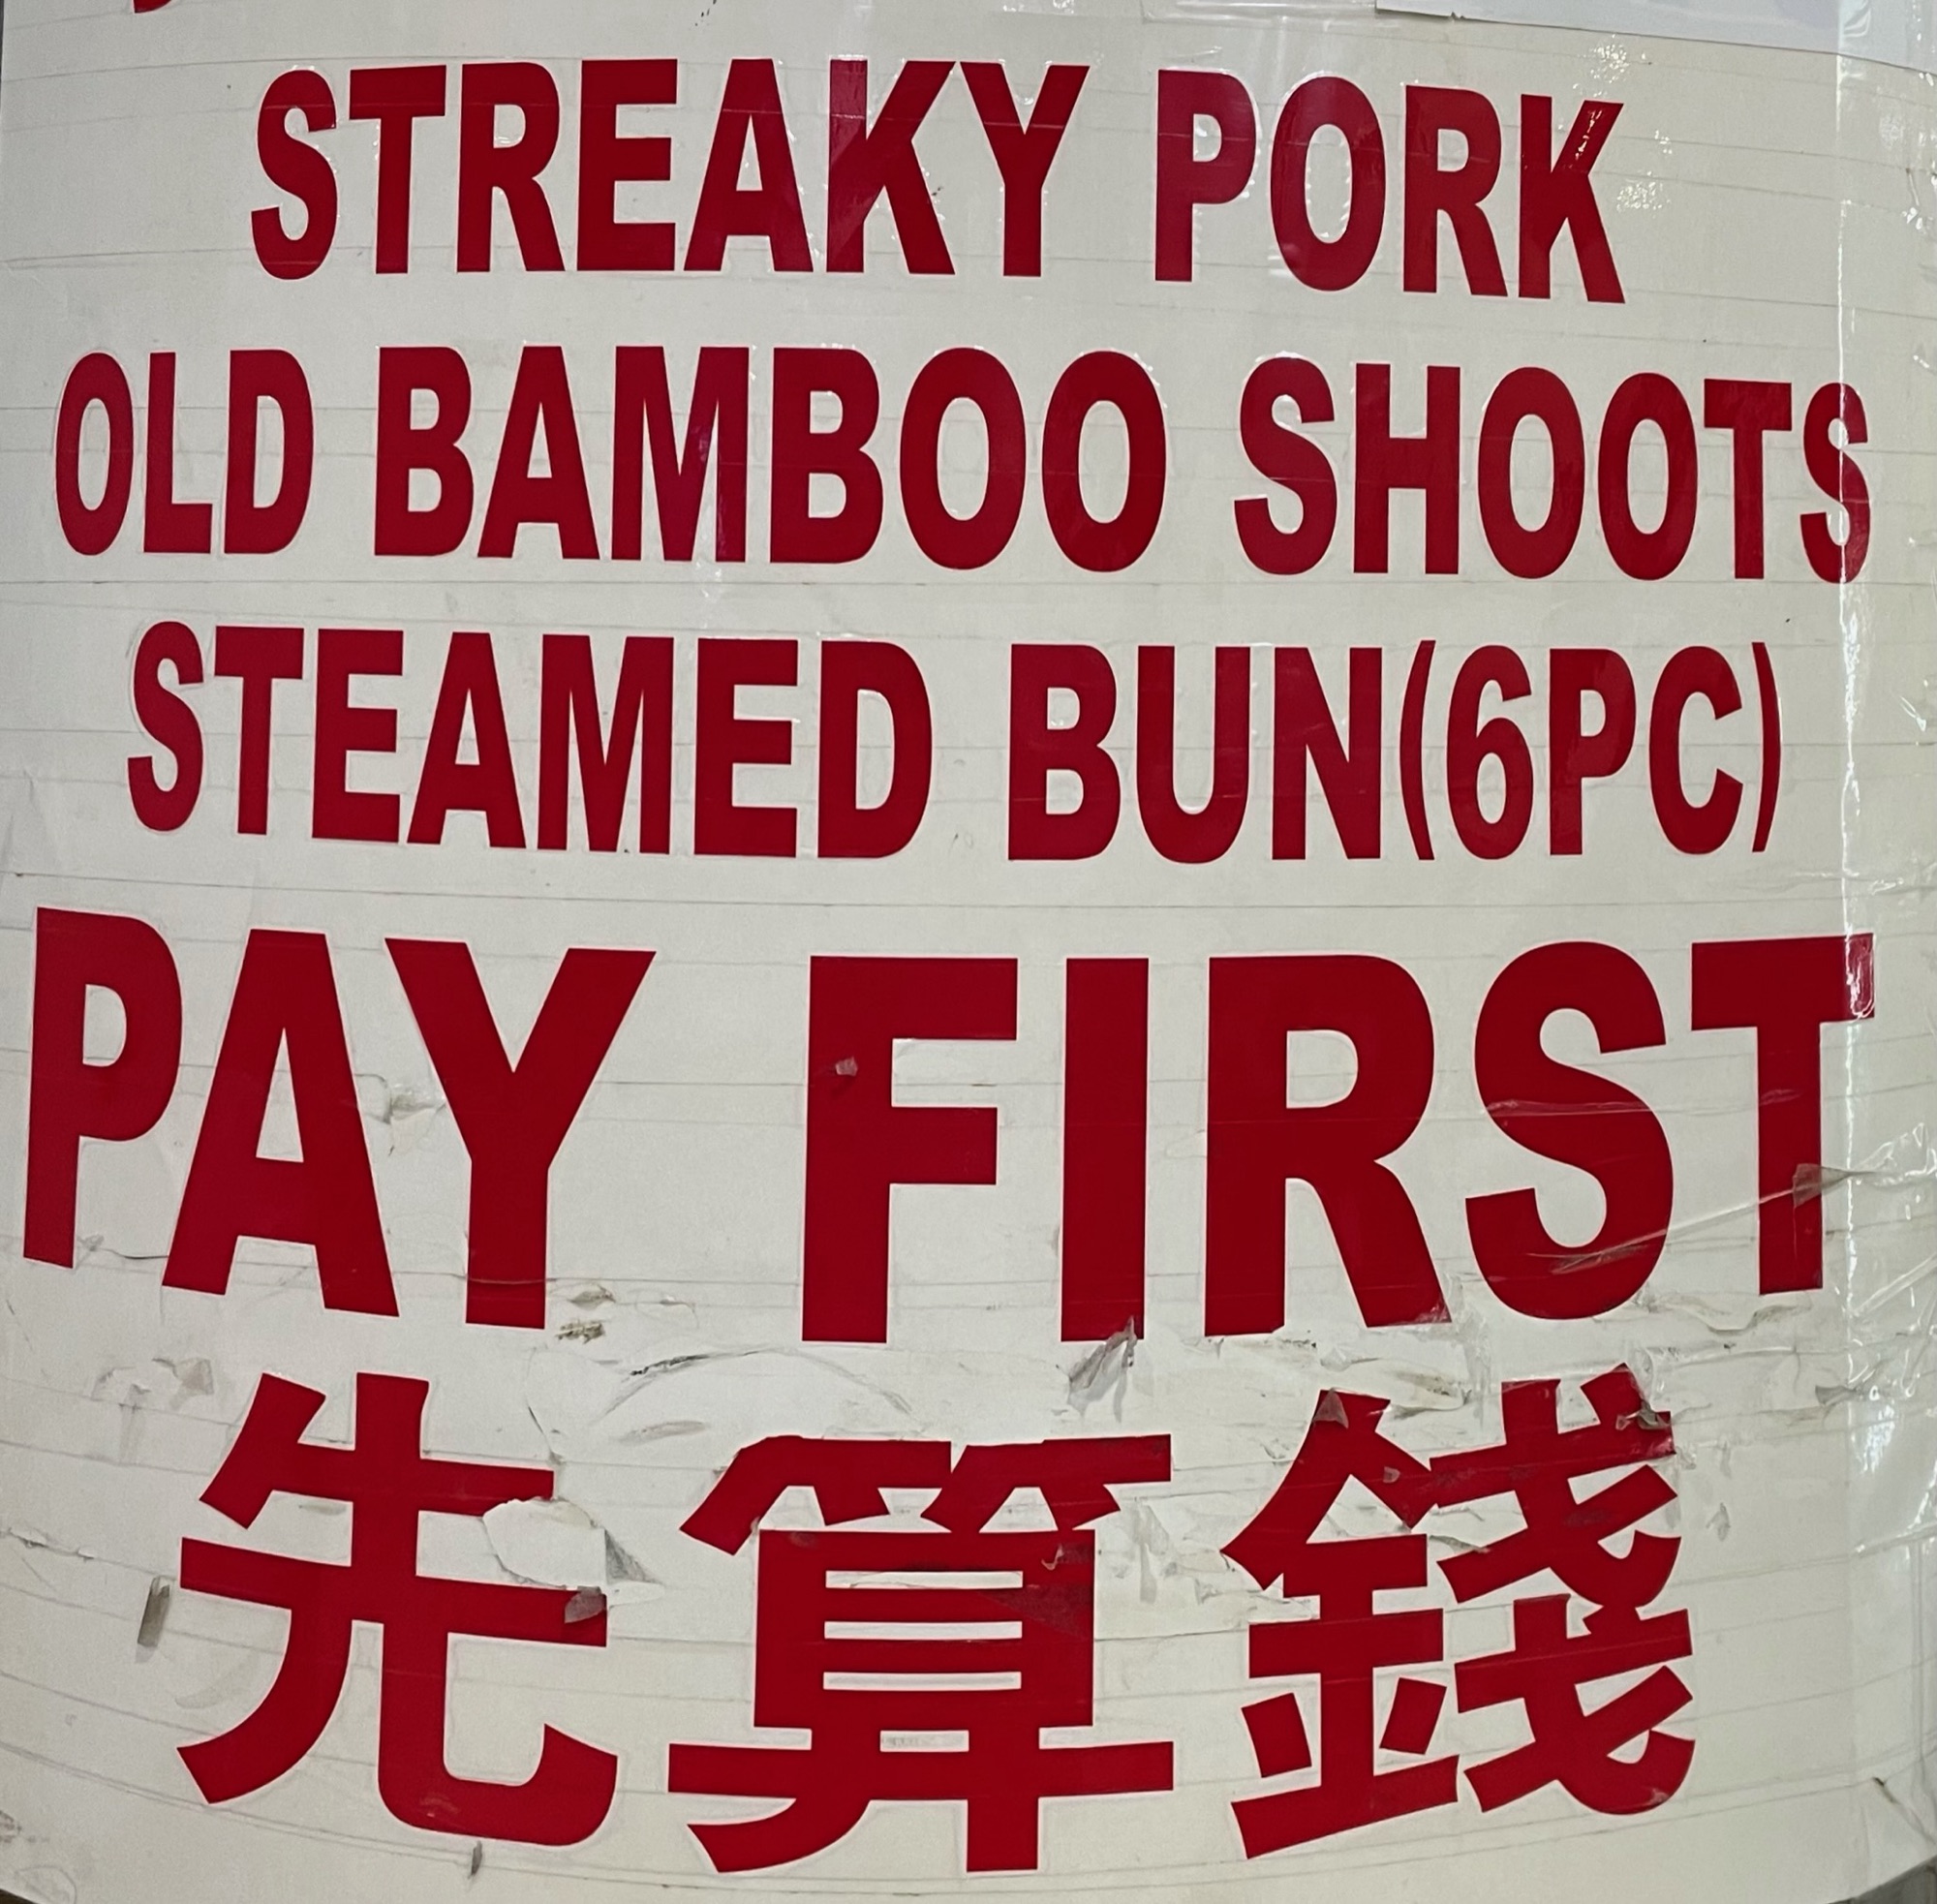 STREAKY PORK
OLD BAMBOO SHOOTS
STEAMED BUN(6PC)
PAY FIRST
先算錢